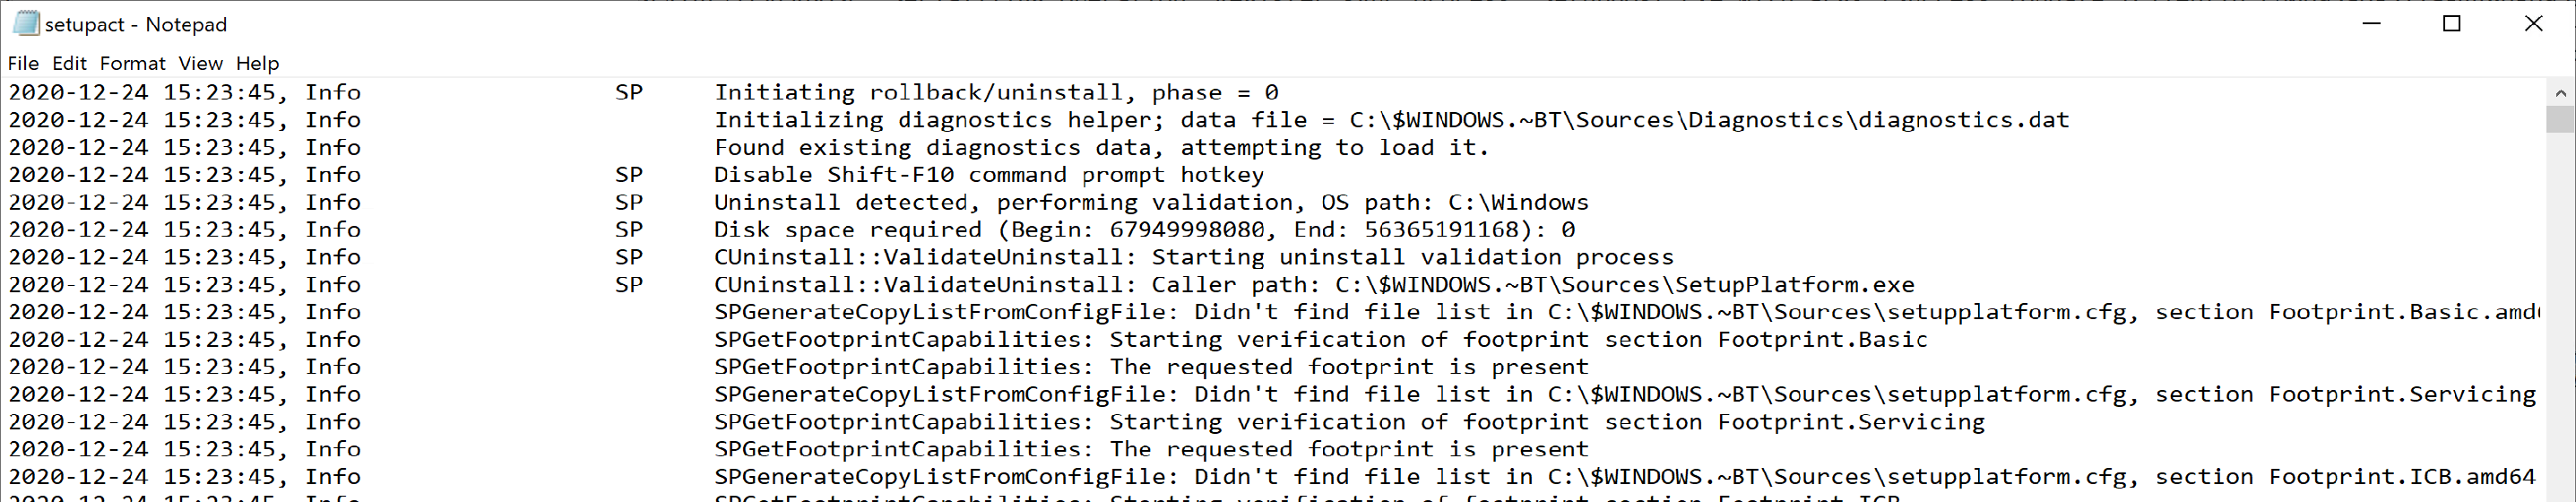 setupact - Notepad
File Edit Format View Help
2020-12-24 15:23:45, Info SP Initiating rollback/uninstall, phase = 0
2020-12-24 15:23:45, Info Initializing diagnostics helper; data file = C:\$WINDOWS.~BT\Sources\Diagnostics\diagnostics.dat
2020-12-24 15:23:45, Info Found existing diagnostics data, attempting to load it.
2020-12-24 15:23:45, Info SP Disable Shift-F10 command prompt hotkey
2020-12-24 15:23:45, Info SP Uninstall detected, performing validation, OS path: C:\Windows
2020-12-24 15:23:45, Info SP Disk space required (Begin: 67949998080, End: 56365191168): 0
2020-12-24 15:23:45, Info SP CUninstall::ValidateUninstall: Starting uninstall validation process
2020-12-24 15:23:45, Info SP CUninstall::ValidateUninstall: Caller path: C:\$WINDOWS.~BT\Sources\SetupPlatform.exe
2020-12-24 15:23:45, Info SPGenerateCopyListFromConfigFile: Didn't find file list in C:\$WINDOWS.~BT\Sources\setupplatform.cfg, section Footprint.Basic.amd
2020-12-24 15:23:45, Info SPGetFootprintCapabilities: Starting verification of footprint section Footprint.Basic
2020-12-24 15:23:45, Info SPGetFootprintCapabilities: The requested footprint is present
2020-12-24 15:23:45, Info SPGenerateCopyListFromConfigFile: Didn't find file list in C:\$WINDOWS.~BT\Sources\setupplatform.cfg, section Footprint.Servicing
2020-12-24 15:23:45, Info SPGetFootprintCapabilities: Starting verification of footprint section Footprint.Servicing
2020-12-24 15:23:45, Info SPGetFootprintCapabilities: The requested footprint is present
2020-12-24 15:23:45, Info SPGenerateCopyListFromConfigFile: Didn't find file list in C:\$WINDOWS.~BT\Sources\setupplatform.cfg, section Footprint.ICB.amd64